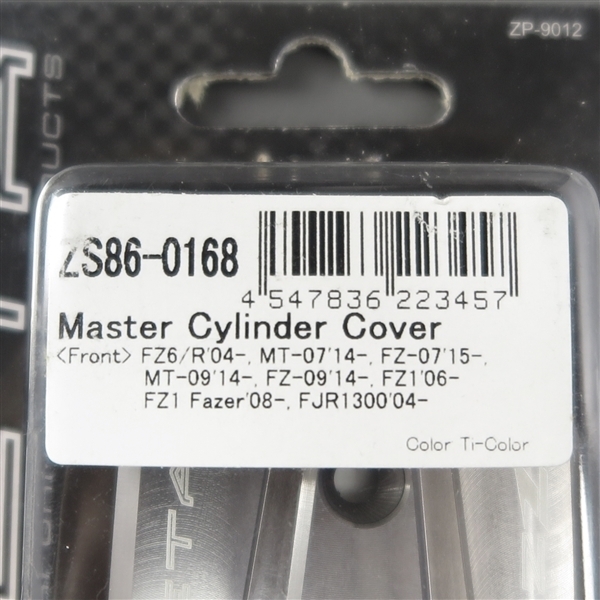 ZP-9012
ZS86-0168
4 547836 223457
Master Cylinder Cover
<Front> FZ6/R'04-, MT-07'14-, FZ-07'15-,
MT-09'14-, FZ-09'14-, FZ1'06-
FZ1 Fazer'08-, FJR1300'04-
Color Ti-Color